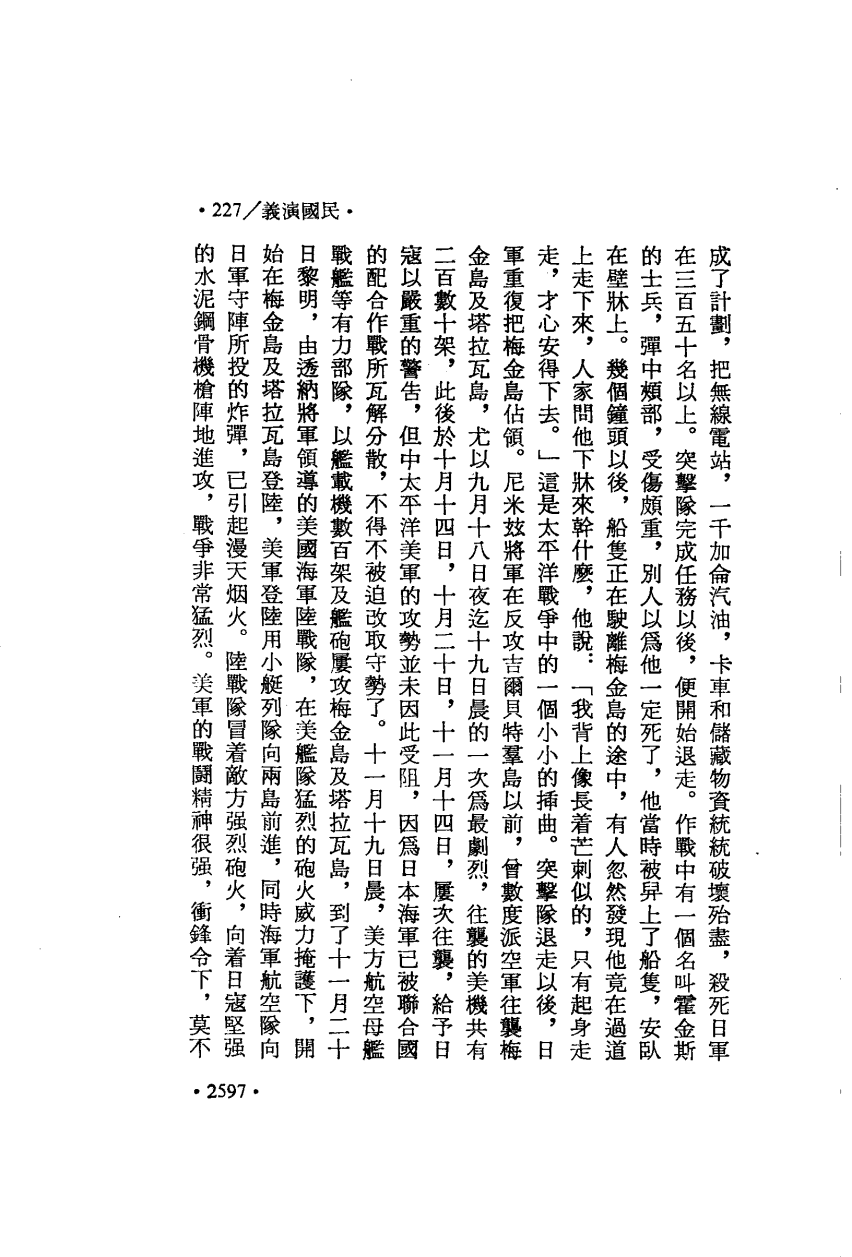 •227/義演國民•
成了計劃，把無線電站，一千加侖汽油，卡車和儲藏物資統統破壞殆盡，殺死日軍
在三百五十名以上。突擊隊完成任務以後，便開始退走。作戰中有一個名叫霍金斯
的士兵，彈中頰部，受傷頗重，別人以爲他一定死了，他當時被舁上了船隻，安臥
在壁牀上。幾個鐘頭以後，船隻正在駛離梅金島的途中，有人忽然發現他竟在過道
上走下來，人家問他下牀來幹什麼，他說：「我背上像長着芒刺似的，只有起身走
走，才心安得下去。」這是太平洋戰爭中的一個小小的揷曲。突擊隊退走以後，日
軍重復把梅金島佔領。尼米玆將軍在反攻吉爾貝特羣島以前，曾數度派空軍往襲梅
金島及塔拉瓦島，尤以九月十八日夜迄十九日晨的一次爲最劇烈，往襲的美機共有
二百數十架，此後於十月十四日，十月二十日，十一月十四日，屢次往襲，給予日
寇以嚴重的警告，但中太平洋美軍的攻勢並未因此受阻，因爲日本海軍已被聯合國
的配合作戰所瓦解分散，不得不被迫改取守勢了。十一月十九日晨，美方航空母艦
戰艦等有力部隊，以艦載機數百架及艦砲屢攻梅金島及塔拉瓦島，到了十一月二十
日黎明，由透納將軍領導的美國海軍陸戰隊，在美艦隊猛烈的砲火威力掩護下，開
始在梅金島及塔拉瓦島登陸，美軍登陸用小艇列隊向兩島前進，同時海軍航空隊向
日軍守陣所投的炸彈，已引起漫天烟火。陸戰隊冒着敵方强烈砲火，向着日寇堅强
的水泥鋼骨機槍陣地進攻，戰爭非常猛烈。美軍的戰鬭精神很强，衝鋒令下，莫不
•2597•